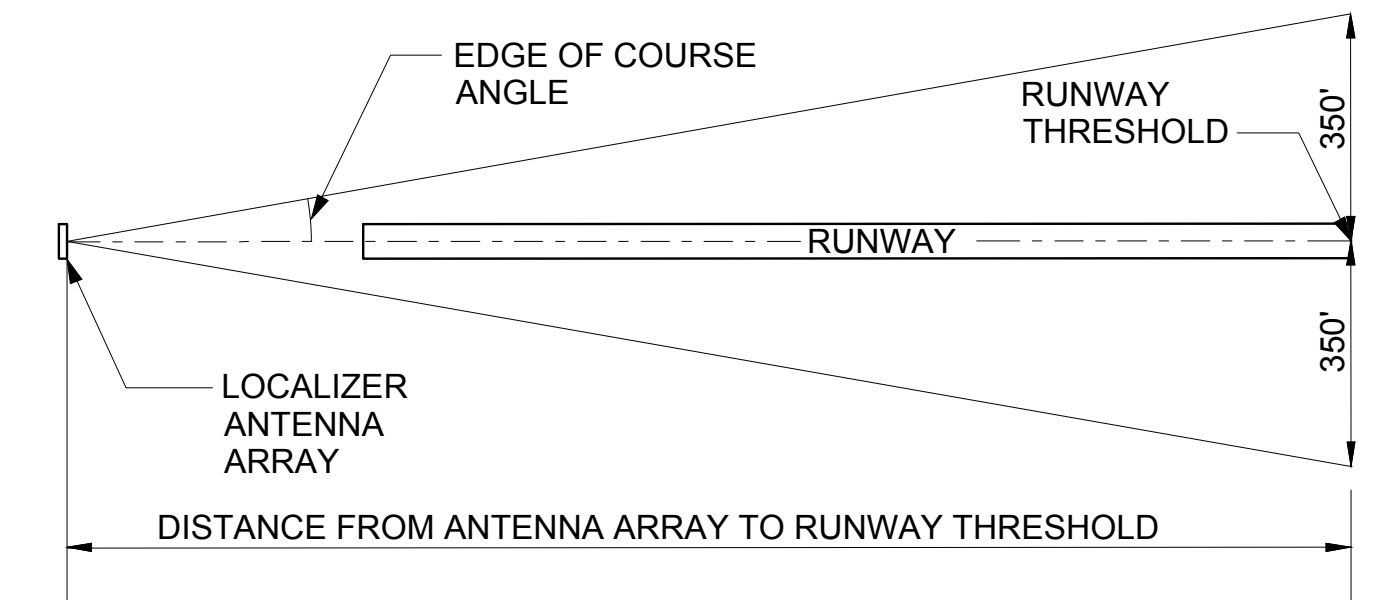 EDGE OF COURSE
ANGLE
RUNWAY
THRESHOLD
350'
RUNWAY
350'
LOCALIZER
ANTENNA
ARRAY
DISTANCE FROM ANTENNA ARRAY TO RUNWAY THRESHOLD